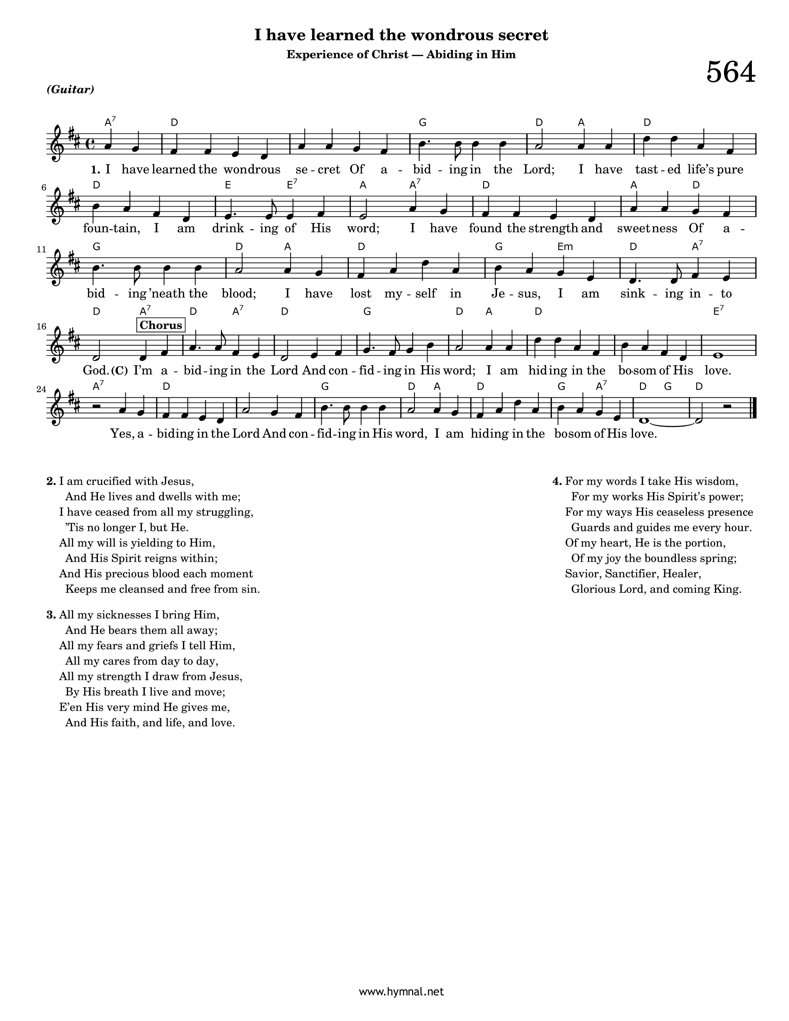 I have learned the wondrous secret
Experience of Christ — Abiding in Him
564
(Guitar)
A7 D G D A D
1. I have learned the wondrous se - cret Of a - bid - ing in the Lord; I have tast - ed life's pure
6
D E E7 A A7 D A D
foun-tain, I am drink - ing of His word; I have found the strength and sweetness Of a -
11
G D A D G Em D A7
bid - ing 'neath the blood; I have lost my - self in Je - sus, I am sink - ing in - to
16
D A7 D A7 D G D A D E7
Chorus
God. (C) I'm a - bid - ing in the Lord And con - fid - ing in His word; I am hiding in the bo-som of His love.
24
A7 D G D A D G A7 D G D
Yes, a - biding in the Lord And con - fid - ing in His word, I am hiding in the bosom of His love.
2. I am crucified with Jesus,
And He lives and dwells with me;
I have ceased from all my struggling,
'Tis no longer I, but He.
All my will is yielding to Him,
And His Spirit reigns within;
And His precious blood each moment
Keeps me cleansed and free from sin.
3. All my sicknesses I bring Him,
And He bears them all away;
All my fears and griefs I tell Him,
All my cares from day to day,
All my strength I draw from Jesus,
By His breath I live and move;
E'en His very mind He gives me,
And His faith, and life, and love.
4. For my words I take His wisdom,
For my works His Spirit's power;
For my ways His ceaseless presence
Guards and guides me every hour.
Of my heart, He is the portion,
Of my joy the boundless spring;
Savior, Sanctifier, Healer,
Glorious Lord, and coming King.
www.hymnal.net